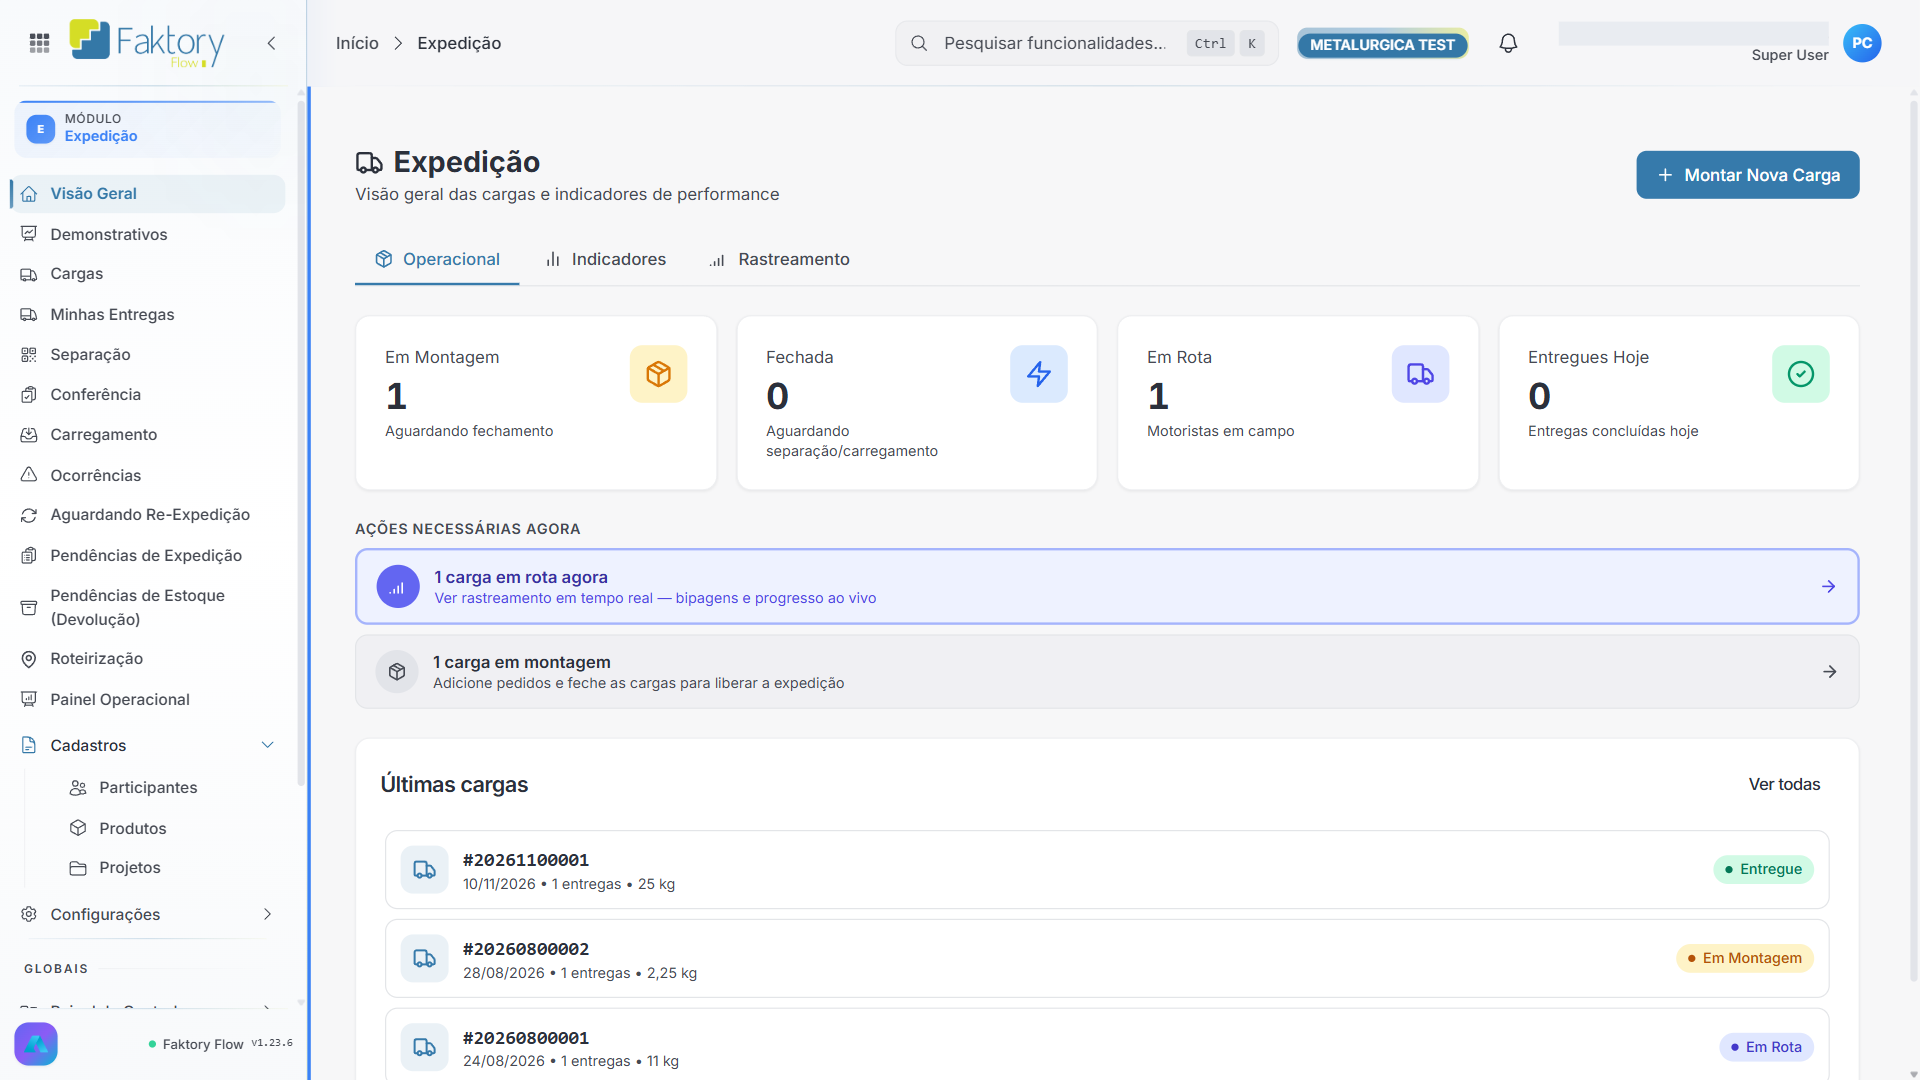 Faktory
Flow
Início
Expedição
Pesquisar funcionalidades...
Ctrl
K
METALURGICA TEST
Super User
PC
E
MÓDULO
Expedição
Visão Geral
Demonstrativos
Cargas
Minhas Entregas
Separação
Conferência
Carregamento
Ocorrências
Aguardando Re-Expedição
Pendências de Expedição
Pendências de Estoque
(Devolução)
Roteirização
Painel Operacional
Cadastros
Participantes
Produtos
Projetos
Configurações
GLOBAIS
Faktory Flow v1.23.6
Expedição
Visão geral das cargas e indicadores de performance
Montar Nova Carga
Operacional
Indicadores
Rastreamento
Em Montagem
1
Aguardando fechamento
Fechada
0
Aguardando
separação/carregamento
Em Rota
1
Motoristas em campo
Entregues Hoje
0
Entregas concluídas hoje
AÇÕES NECESSÁRIAS AGORA
1 carga em rota agora
Ver rastreamento em tempo real — bipagens e progresso ao vivo
1 carga em montagem
Adicione pedidos e feche as cargas para liberar a expedição
Últimas cargas
Ver todas
#20261100001
10/11/2026 • 1 entregas • 25 kg
Entregue
#20260800002
28/08/2026 • 1 entregas • 2,25 kg
Em Montagem
#20260800001
24/08/2026 • 1 entregas • 11 kg
Em Rota